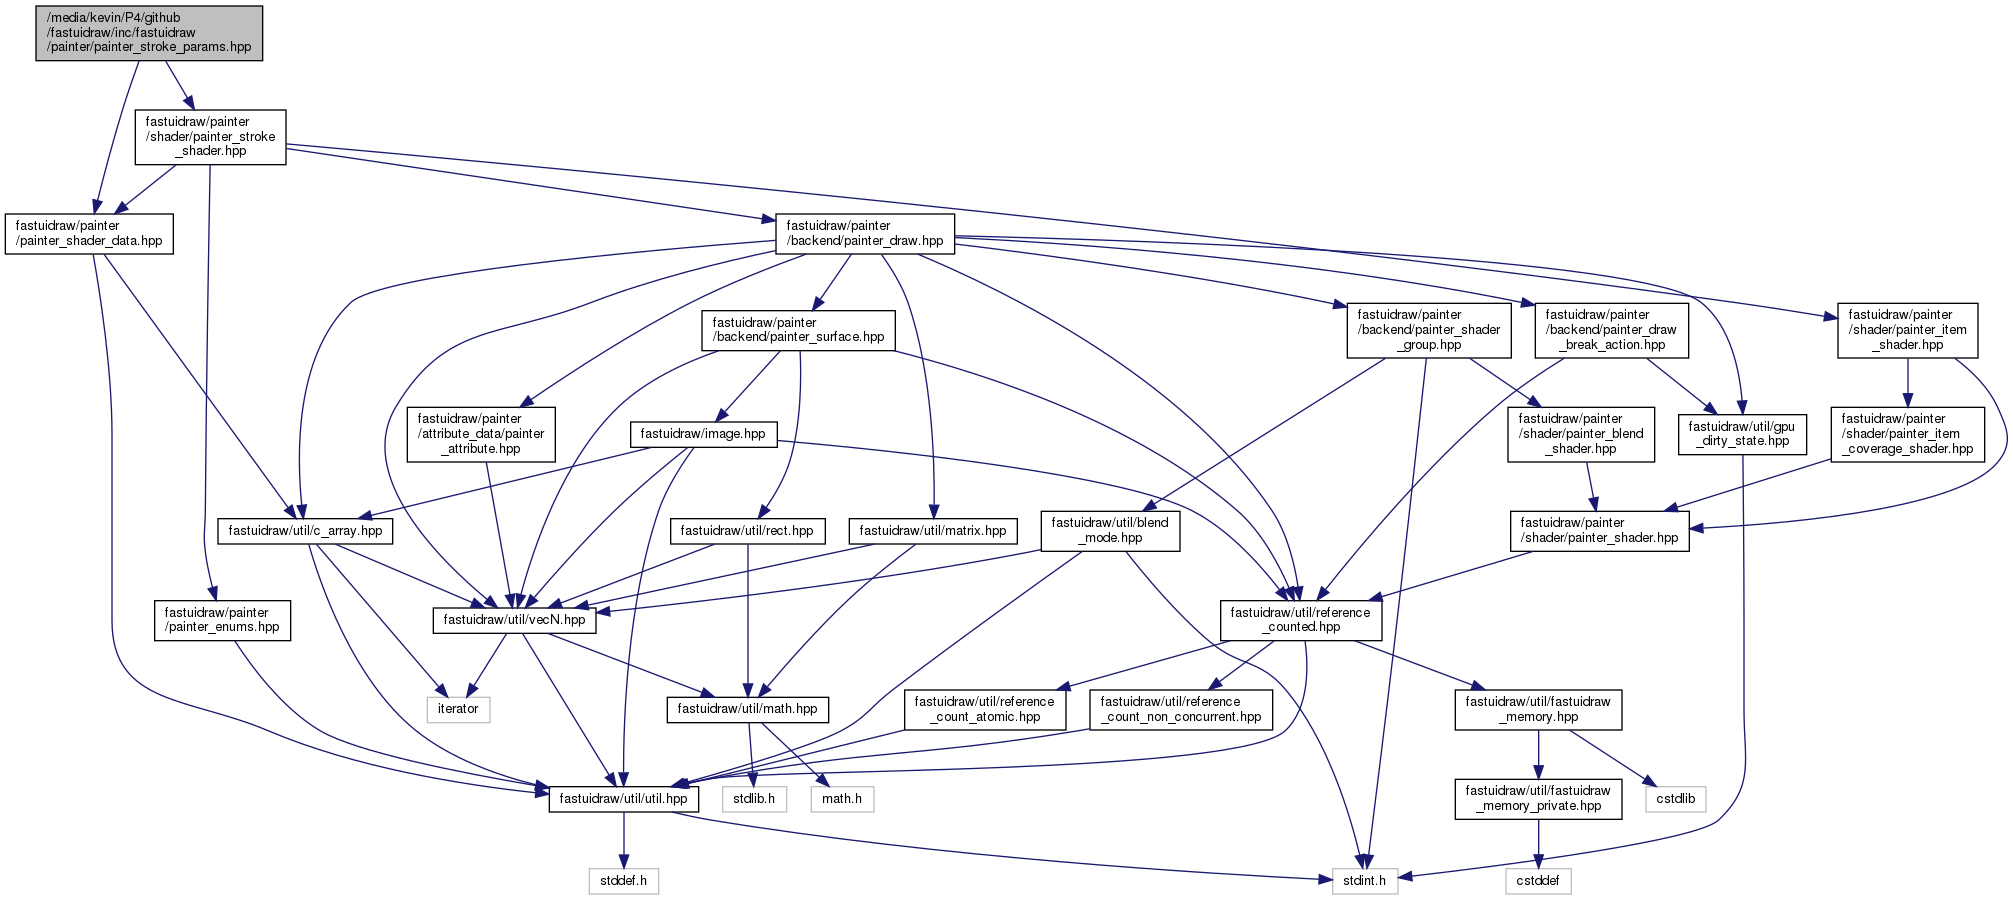 /media/kevin/P4/github
/fastuidraw/inc/fastuidraw
/painter/painter_stroke_params.hpp
fastuidraw/painter
/shader/painter_stroke
_shader.hpp
fastuidraw/painter
/painter_shader_data.hpp
fastuidraw/painter
/backend/painter_draw.hpp
fastuidraw/painter
/backend/painter_surface.hpp
fastuidraw/painter
/backend/painter_shader
_group.hpp
fastuidraw/painter
/backend/painter_draw
_break_action.hpp
fastuidraw/painter
/shader/painter_item
_shader.hpp
fastuidraw/painter
/attribute_data/painter
_attribute.hpp
fastuidraw/image.hpp
fastuidraw/painter
/shader/painter_blend
_shader.hpp
fastuidraw/util/gpu
_dirty_state.hpp
fastuidraw/painter
/shader/painter_item
_coverage_shader.hpp
fastuidraw/util/c_array.hpp
fastuidraw/util/rect.hpp
fastuidraw/util/matrix.hpp
fastuidraw/util/blend
_mode.hpp
fastuidraw/painter
/shader/painter_shader.hpp
fastuidraw/painter
/painter_enums.hpp
fastuidraw/util/vecN.hpp
fastuidraw/util/reference
_counted.hpp
iterator
fastuidraw/util/math.hpp
fastuidraw/util/reference
_count_atomic.hpp
fastuidraw/util/reference
_count_non_concurrent.hpp
fastuidraw/util/fastuidraw
_memory.hpp
fastuidraw/util/util.hpp
stdlib.h
math.h
fastuidraw/util/fastuidraw
_memory_private.hpp
cstdlib
stddef.h
stdint.h
cstddef